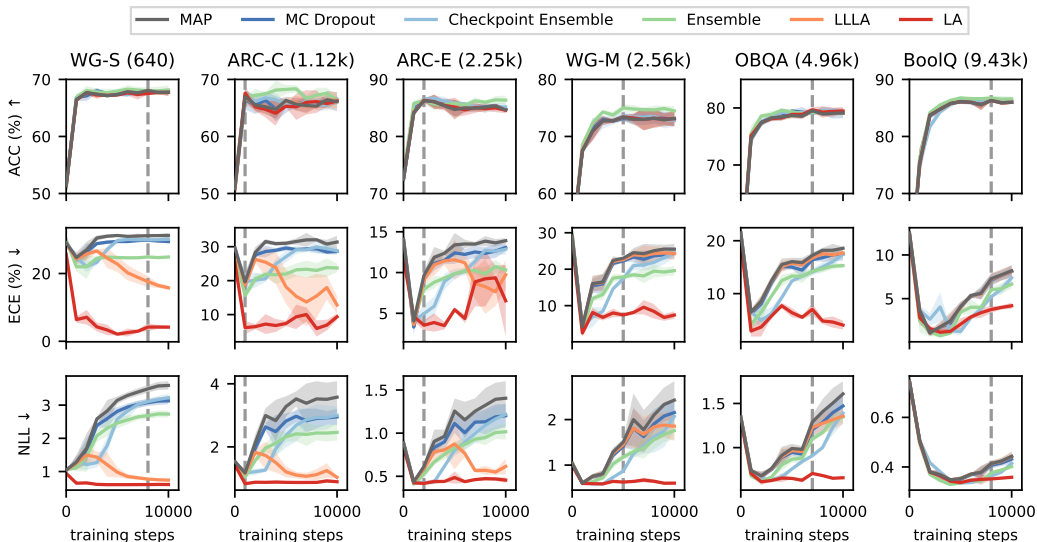 MAP MC Dropout Checkpoint Ensemble Ensemble LLLA LA
WG-S (640) ARC-C (1.12k) ARC-E (2.25k) WG-M (2.56k) OBQA (4.96k) BoolQ (9.43k)
ACC (%) ↑
70 60 50
70 60 50
90 80 70
80 70 60
80 70
90 80 70
ECE (%) ↓
20 0
30 20 10
15 10 5 0
30 20 10
20 10
10 5
NLL ↓
3 2 1
4 2
1.5 1.0 0.5
2 1
1.5 1.0
0.6 0.4
0 10000 0 10000 0 10000 0 10000 0 10000 0 10000
training steps training steps training steps training steps training steps training steps